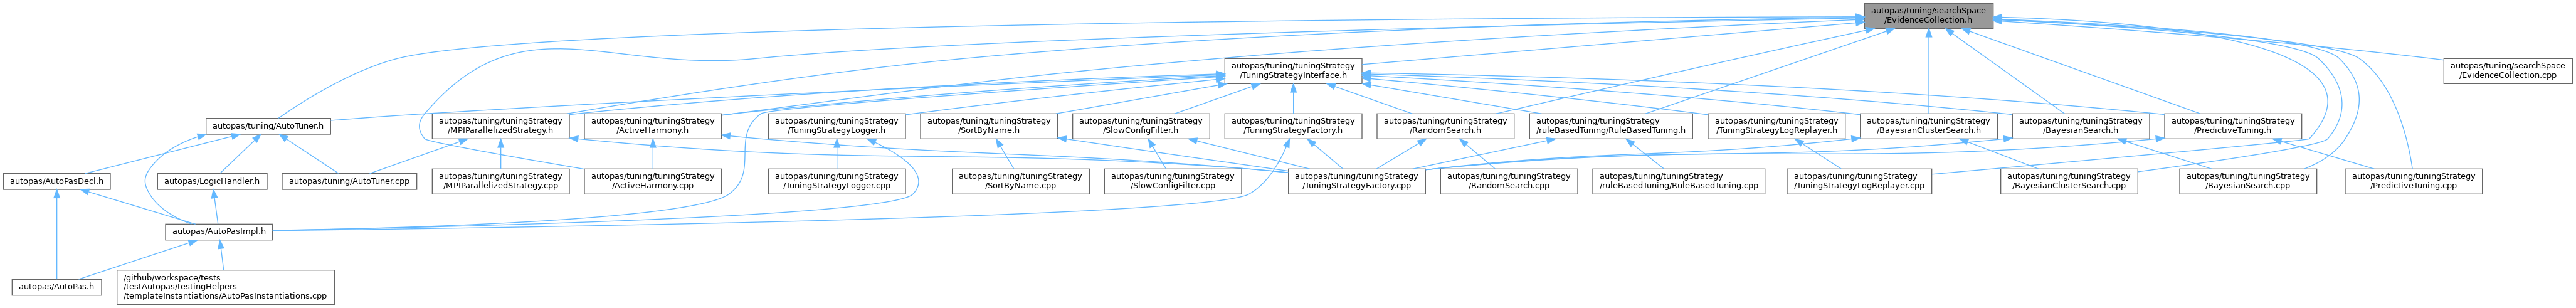 autopas/tuning/searchSpace
/EvidenceCollection.h
autopas/tuning/tuningStrategy
/TuningStrategyInterface.h
autopas/tuning/searchSpace
/EvidenceCollection.cpp
autopas/tuning/AutoTuner.h
autopas/tuning/tuningStrategy
/MPIParallelizedStrategy.h
autopas/tuning/tuningStrategy
/ActiveHarmony.h
autopas/tuning/tuningStrategy
/TuningStrategyLogger.h
autopas/tuning/tuningStrategy
/SortByName.h
autopas/tuning/tuningStrategy
/SlowConfigFilter.h
autopas/tuning/tuningStrategy
/TuningStrategyFactory.h
autopas/tuning/tuningStrategy
/RandomSearch.h
autopas/tuning/tuningStrategy
/ruleBasedTuning/RuleBasedTuning.h
autopas/tuning/tuningStrategy
/TuningStrategyLogReplayer.h
autopas/tuning/tuningStrategy
/BayesianClusterSearch.h
autopas/tuning/tuningStrategy
/BayesianSearch.h
autopas/tuning/tuningStrategy
/PredictiveTuning.h
autopas/AutoPasDecl.h
autopas/LogicHandler.h
autopas/tuning/AutoTuner.cpp
autopas/tuning/tuningStrategy
/MPIParallelizedStrategy.cpp
autopas/tuning/tuningStrategy
/ActiveHarmony.cpp
autopas/tuning/tuningStrategy
/TuningStrategyLogger.cpp
autopas/tuning/tuningStrategy
/SortByName.cpp
autopas/tuning/tuningStrategy
/SlowConfigFilter.cpp
autopas/tuning/tuningStrategy
/TuningStrategyFactory.cpp
autopas/tuning/tuningStrategy
/RandomSearch.cpp
autopas/tuning/tuningStrategy
/ruleBasedTuning/RuleBasedTuning.cpp
autopas/tuning/tuningStrategy
/TuningStrategyLogReplayer.cpp
autopas/tuning/tuningStrategy
/BayesianClusterSearch.cpp
autopas/tuning/tuningStrategy
/BayesianSearch.cpp
autopas/tuning/tuningStrategy
/PredictiveTuning.cpp
autopas/AutoPasImpl.h
autopas/AutoPas.h
/github/workspace/tests
/testAutopas/testingHelpers
/templateInstantiations/AutoPasInstantiations.cpp